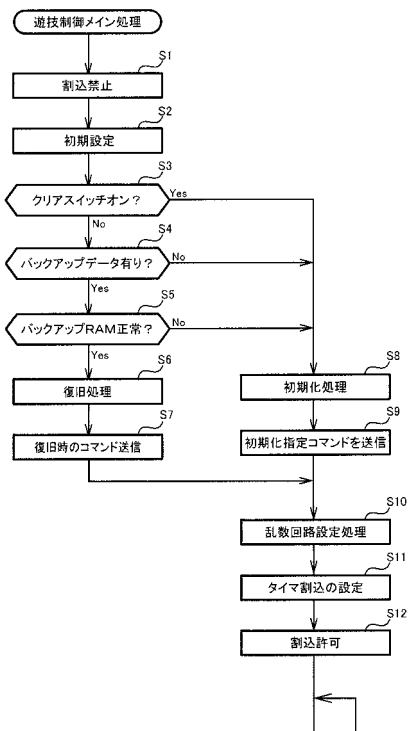 遊技制御メイン処理
S1
割込禁止
S2
初期設定
S3
クリアスイッチオン?
Yes
No
S4
バックアップデータ有り?
No
Yes
S5
バックアップRAM正常?
No
Yes
S6
復旧処理
S7
復旧時のコマンド送信
S8
初期化処理
S9
初期化指定コマンドを送信
S10
乱数回路設定処理
S11
タイマ割込の設定
S12
割込許可